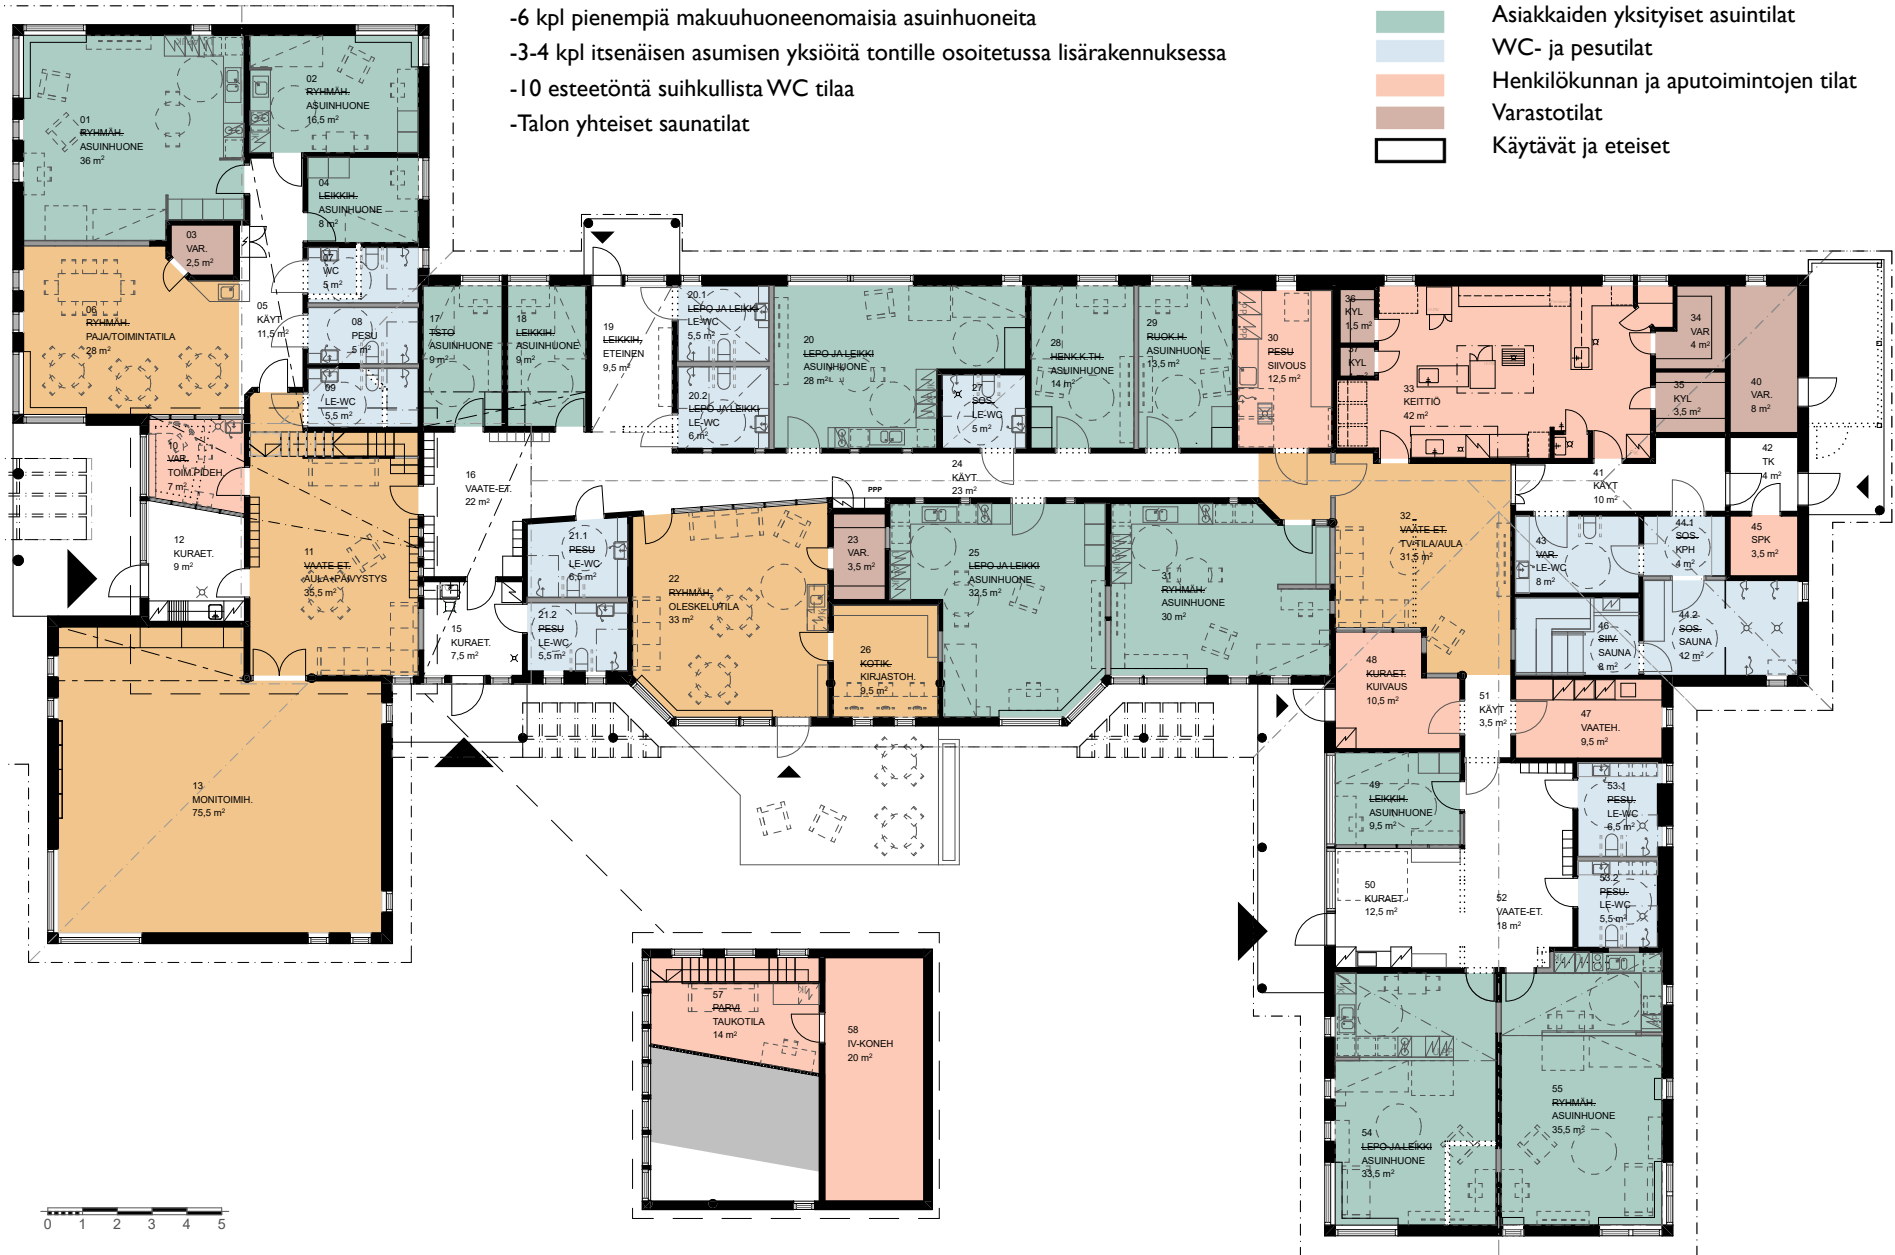 -6 kpl pienempiä makuuhuoneenomaisia asuinhuoneita
-3-4 kpl itsenäisen asumisen yksiöitä tontille osoitetussa lisärakennuksessa
-10 esteetöntä suihkullista WC tilaa
-Talon yhteiset saunatilat
Asiakkaiden yksityiset asuintilat
WC- ja pesutilat
Henkilökunnan ja aputoimintojen tilat
Varastotilat
Käytävät ja eteiset
01
RYHMÄH.
ASUINHUONE
36 m²
02
RYHMÄH.
ASUINHUONE
16,5 m²
04
LEIKKIH.
ASUINHUONE
8 m²
03
VAR.
2,5 m²
07
WC
5 m²
05
KÄYT.
11,5 m²
06
RYHMÄH.
PAJA/TOIMINTATILA
28 m²
08
PESU
5 m²
09
LE-WC
5,5 m²
10
VAR.
TOIM.PIDEH.
7 m²
12
KURAET.
9 m²
11
VAATE ET.
AULA+PÄIVYSTYS
35,5 m²
13
MONITOIMIH.
75,5 m²
17
TSTO
ASUINHUONE
9 m²
18
LEIKKIH.
ASUINHUONE
9 m²
19
LEIKKIH.
ETEINEN
9,5 m²
20.1
LEPO JA LEIKKI
LE-WC
5,5 m²
20.2
LEPO JA LEIKKI
LE-WC
6 m²
20
LEPO JA LEIKKI
ASUINHUONE
28 m²
27
SOS.
LE-WC
5 m²
28
HENK.K.TH.
ASUINHUONE
14 m²
29
RUOK.H.
ASUINHUONE
13,5 m²
30
PESU
SIIVOUS
12,5 m²
36
KYL
1,5 m²
37
KYL
33
KEITTIÖ
42 m²
34
VAR
4 m²
35
KYL
3,5 m²
40
VAR.
8 m²
42
TK
4 m²
41
KÄYT
10 m²
16
VAATE-ET.
22 m²
24
KÄYT.
23 m²
PPP
15
KURAET.
7,5 m²
21.1
PESU
LE-WC
6,5 m²
21.2
PESU
LE-WC
5,5 m²
22
RYHMÄH.
OLESKELUTILA
33 m²
23
VAR.
3,5 m²
26
KOTIK.
KIRJASTOH.
9,5 m²
25
LEPO JA LEIKKI
ASUINHUONE
32,5 m²
31
RYHMÄH.
ASUINHUONE
30 m²
32
VAATE ET.
TV-TILA/AULA
31,5 m²
43
VAR.
LE-WC
8 m²
44.1
SOS.
KPH
4 m²
45
SPK
3,5 m²
44.2
SOS.
SAUNA
12 m²
46
SIIV.
SAUNA
8 m²
48
KURAET.
KUIVAUS
10,5 m²
51
KÄYT
3,5 m²
47
VAATEH.
9,5 m²
49
LEIKKIH.
ASUINHUONE
9,5 m²
53.1
PESU.
LE-WC
6,5 m²
53.2
PESU.
LE-WC
5,5 m²
50
KURAET.
12,5 m²
52
VAATE-ET.
18 m²
57
PARVI
TAUKOTILA
14 m²
58
IV-KONEH
20 m²
54
LEPO JA LEIKKI
ASUINHUONE
33,5 m²
55
RYHMÄH.
ASUINHUONE
35,5 m²
0 1 2 3 4 5